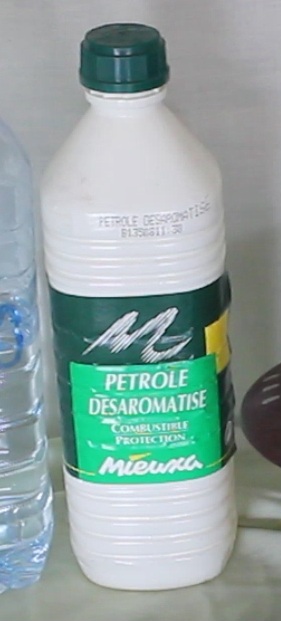 PETROLE DESAROMATISE
PETROLE
DESAROMATISE
COMBUSTIBLE
PROTECTION
Mieuxa